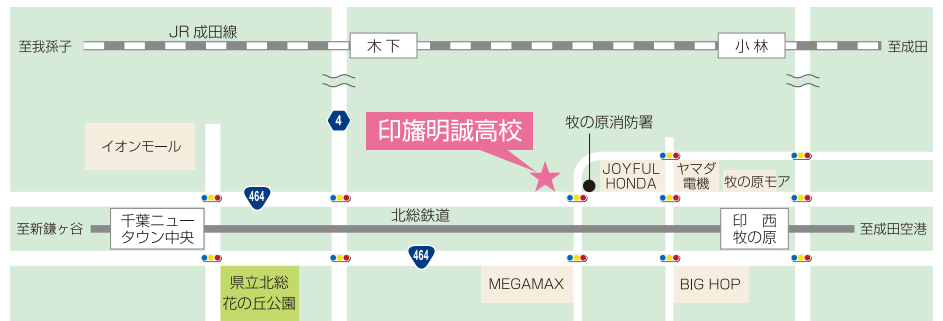 JR 成田線
至我孫子
木下
小林
至成田
4
印旛明誠高校
牧の原消防署
イオンモール
JOYFUL
HONDA
ヤマダ
電機
牧の原モア
464
北総鉄道
至新鎌ヶ谷
千葉ニュー
タウン中央
印 西
牧の原
至成田空港
464
県立北総
花の丘公園
MEGAMAX
BIG HOP